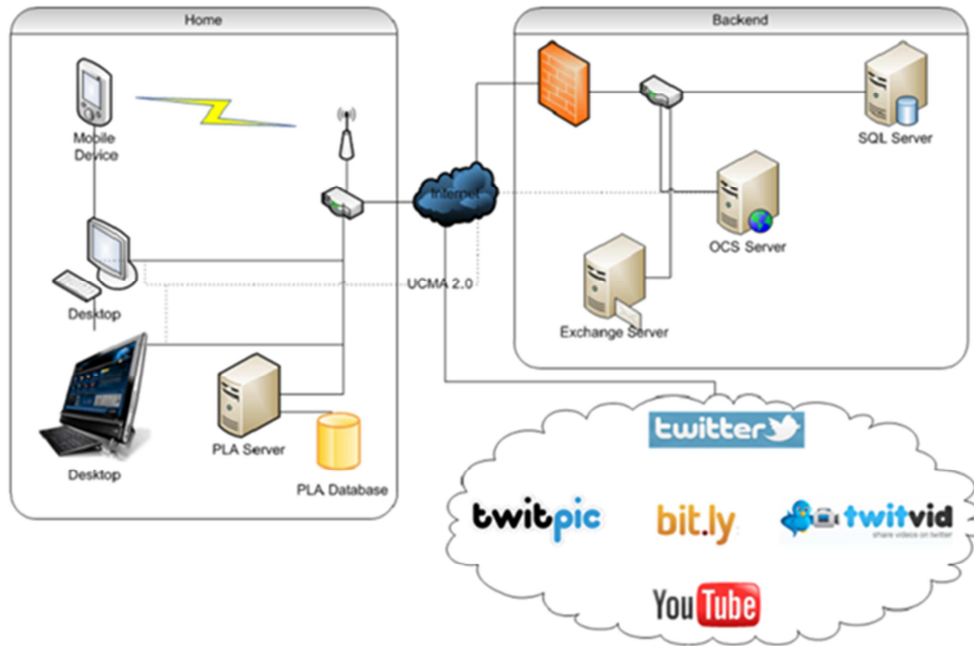 Home
Backend
Mobile
Device
SQL Server
Internet
OCS Server
UCMA 2.0
Desktop
Exchange Server
PLA Server
Desktop
PLA Database
twitter
twitpic
bit.ly
twitvid
share videos on twitter
YouTube